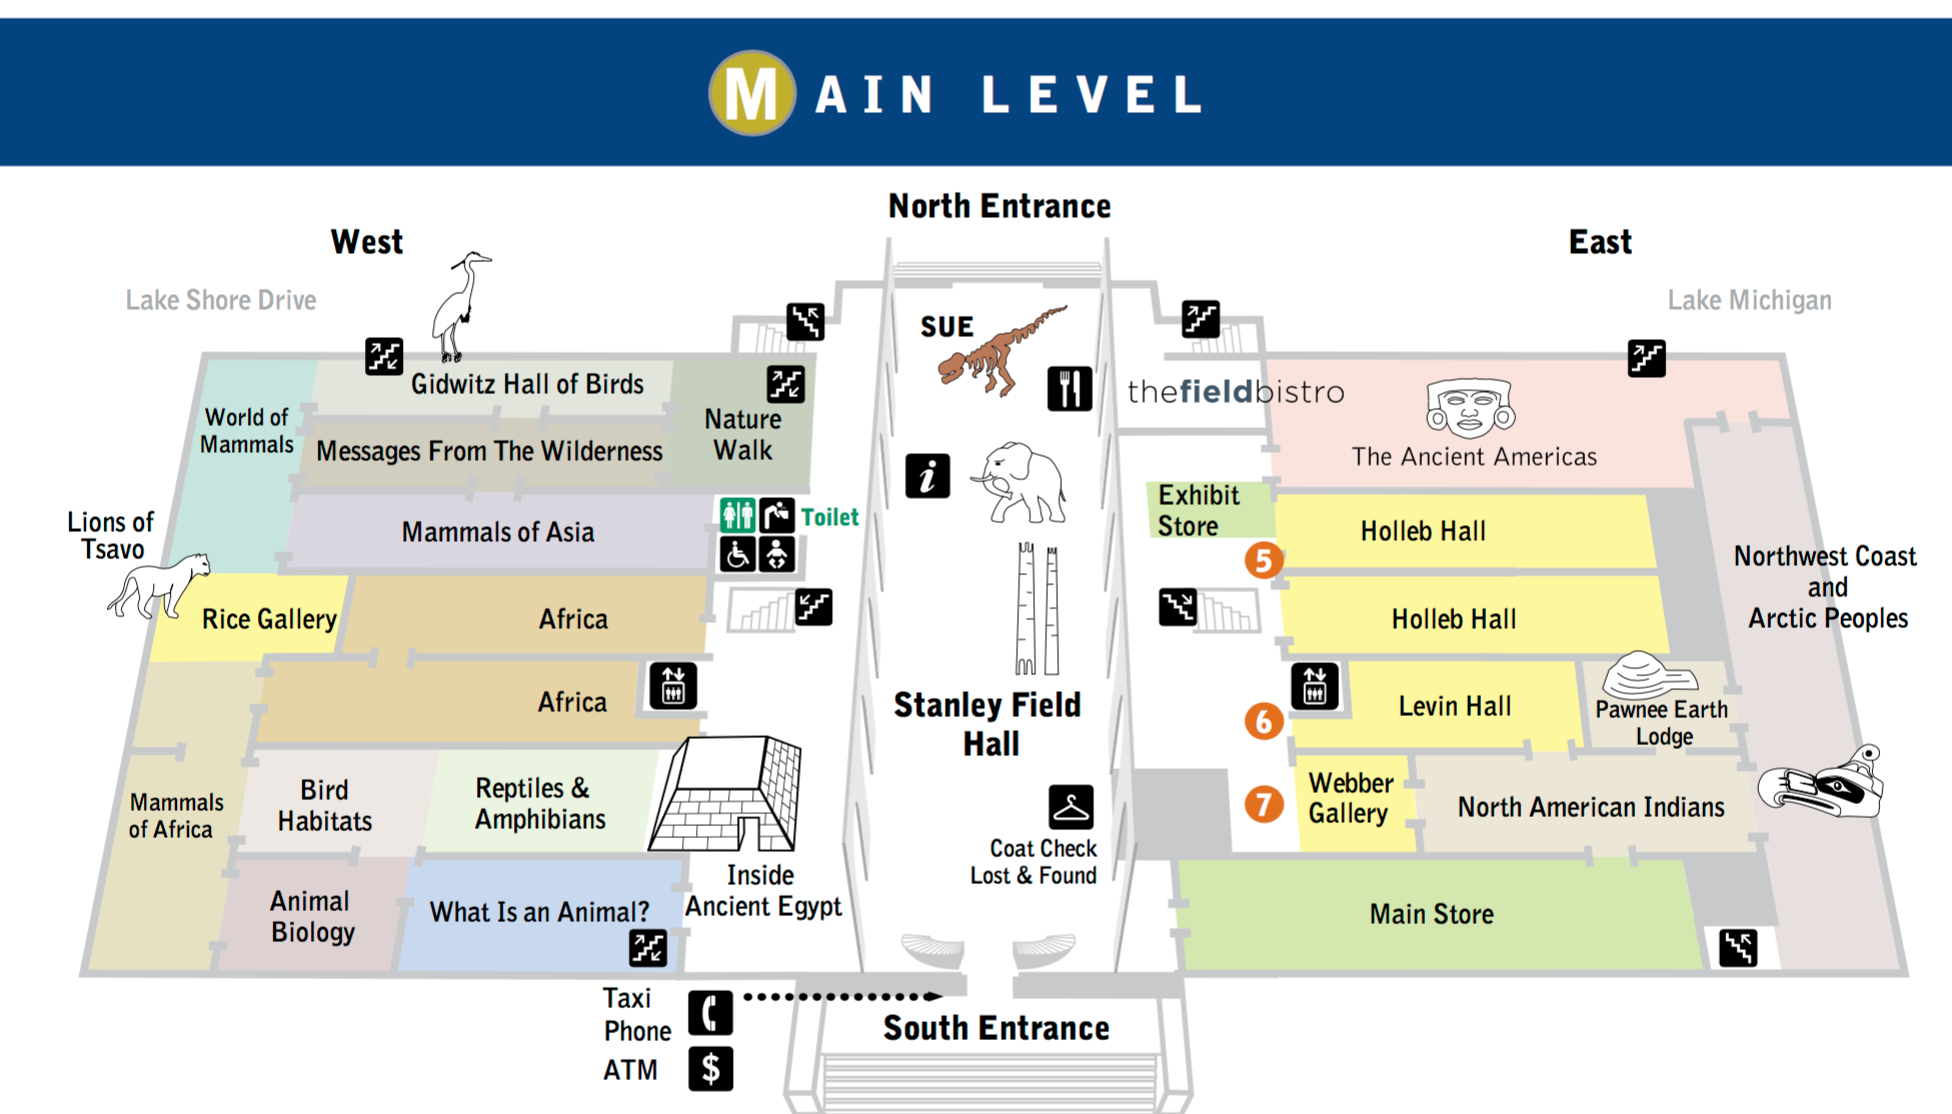 MAIN LEVEL
North Entrance
West
East
Lake Shore Drive
Lake Michigan
SUE
Gidwitz Hall of Birds
thefieldbistro
World of
Mammals
Nature
Walk
Messages From The Wilderness
The Ancient Americas
i
Exhibit
Store
Toilet
Lions of
Tsavo
Mammals of Asia
Holleb Hall
5
Northwest Coast
and
Arctic Peoples
Rice Gallery
Africa
Holleb Hall
Africa
Stanley Field
Hall
6
Levin Hall
Pawnee Earth
Lodge
Mammals
of Africa
Bird
Habitats
Reptiles &
Amphibians
7
Webber
Gallery
North American Indians
Coat Check
Lost & Found
Inside
Ancient Egypt
Animal
Biology
What Is an Animal?
Main Store
Taxi
Phone
South Entrance
ATM
$